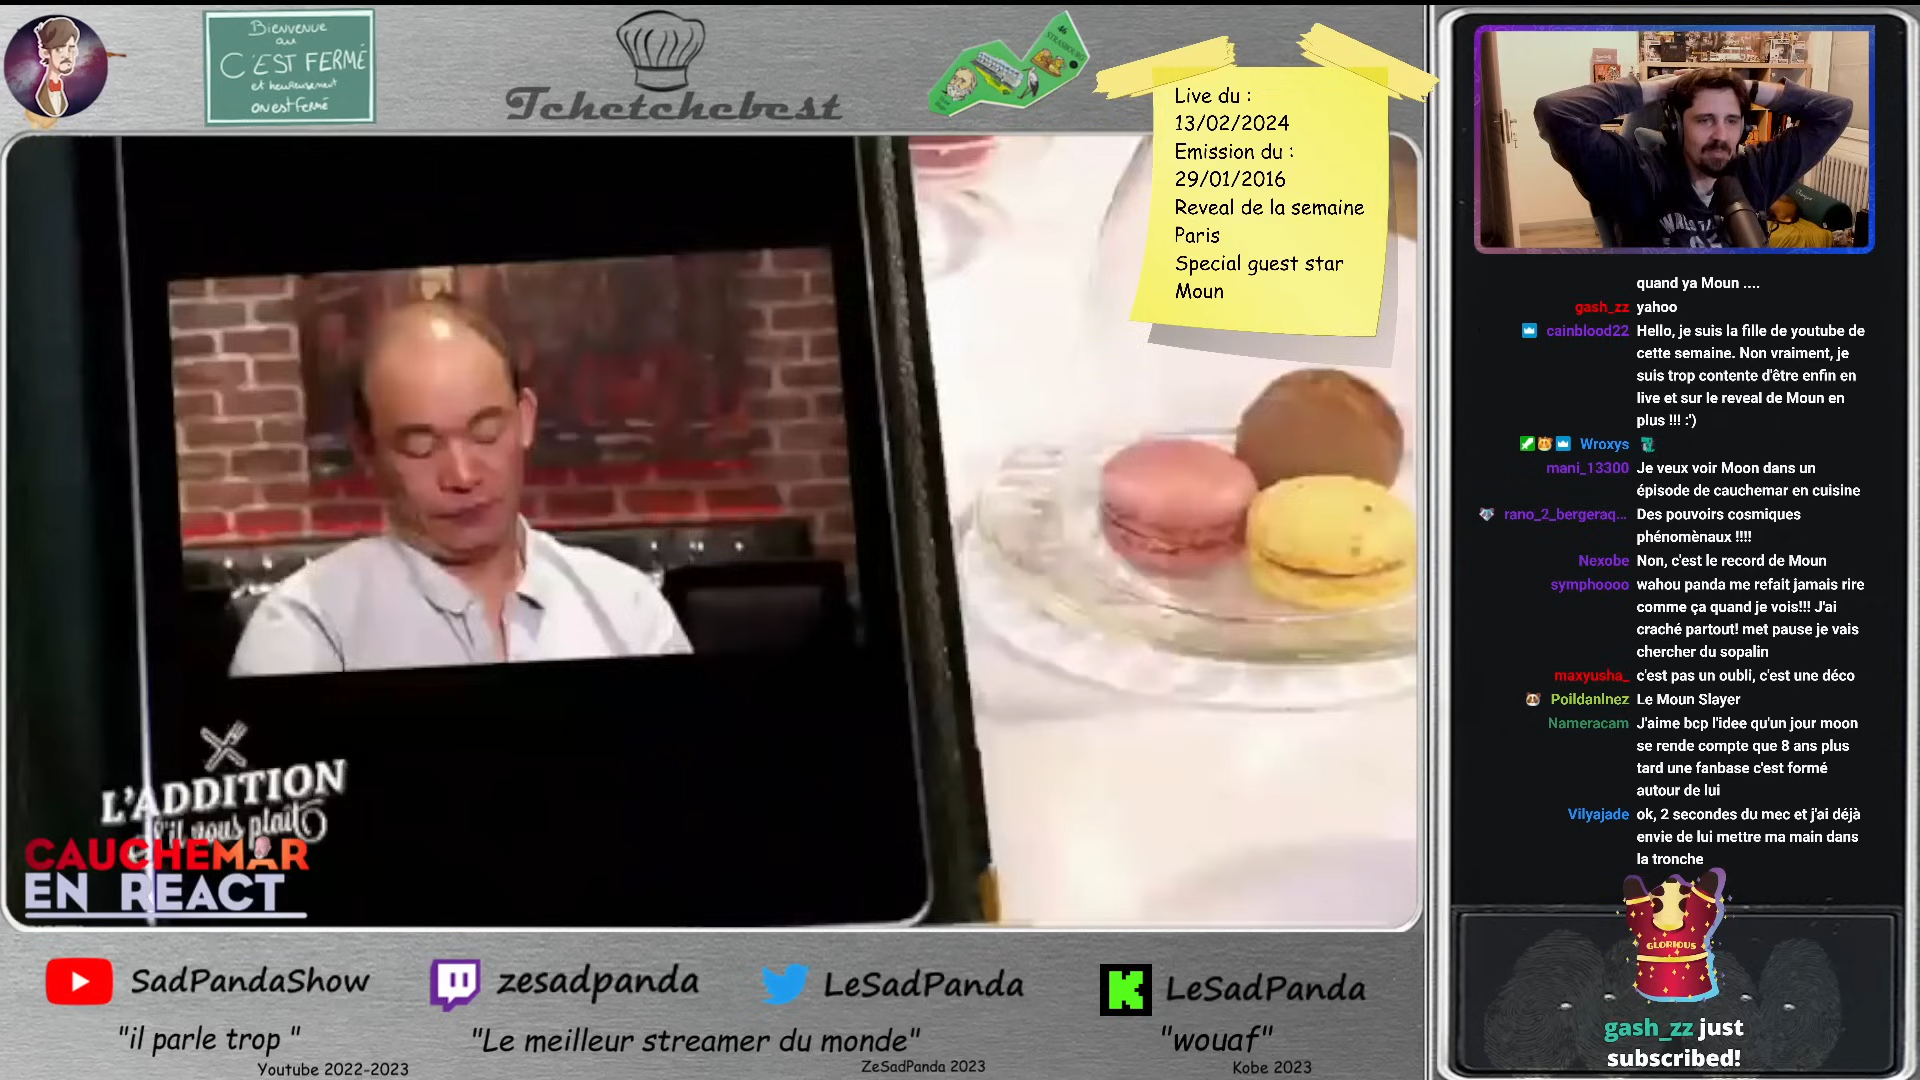 Bienvenue
au
C'EST FERMÉ
et heureusement
on est fermé
Tchetchebest
46
STRASBOURG
Live du :
13/02/2024
Emission du :
29/01/2016
Reveal de la semaine
Paris
Special guest star
Moun
L'ADDITION
s'il vous plaît
CAUCHEMAR
EN REACT
SadPandaShow
"il parle trop "
Youtube 2022-2023
zesadpanda
"Le meilleur streamer du monde"
ZeSadPanda 2023
LeSadPanda
LeSadPanda
"wouaf"
Kobe 2023
quand ya Moun ....
gash_zz yahoo
cainblood22 Hello, je suis la fille de youtube de
cette semaine. Non vraiment, je
suis trop contente d'être enfin en
live et sur le reveal de Moun en
plus !!! :')
Wroxys
mani_13300 Je veux voir Moon dans un
épisode de cauchemar en cuisine
rano_2_bergeraq... Des pouvoirs cosmiques
phénomènaux !!!!
Nexobe Non, c'est le record de Moun
symphoooo wahou panda me refait jamais rire
comme ça quand je vois!!! J'ai
craché partout! met pause je vais
chercher du sopalin
maxyusha_ c'est pas un oubli, c'est une déco
Poildanlnez Le Moun Slayer
Nameracam J'aime bcp l'idee qu'un jour moon
se rende compte que 8 ans plus
tard une fanbase c'est formé
autour de lui
Vilyajade ok, 2 secondes du mec et j'ai déjà
envie de lui mettre ma main dans
la tronche
GLORIOUS
gash_zz just
subscribed!